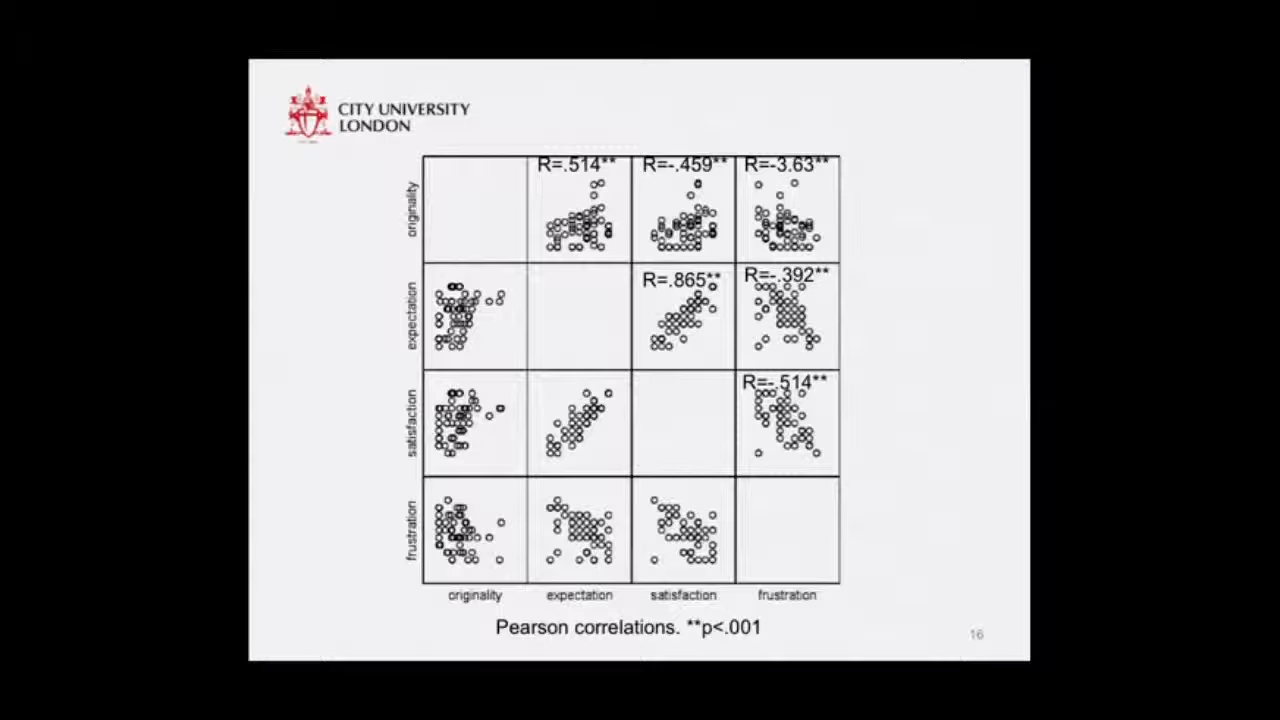 CITY UNIVERSITY
LONDON
R=.514** R=-.459** R=-3.63**
originality
R=.865** R=-.392**
expectation
R=-.514**
satisfaction
frustration
originality expectation satisfaction frustration
Pearson correlations. **p<.001
16